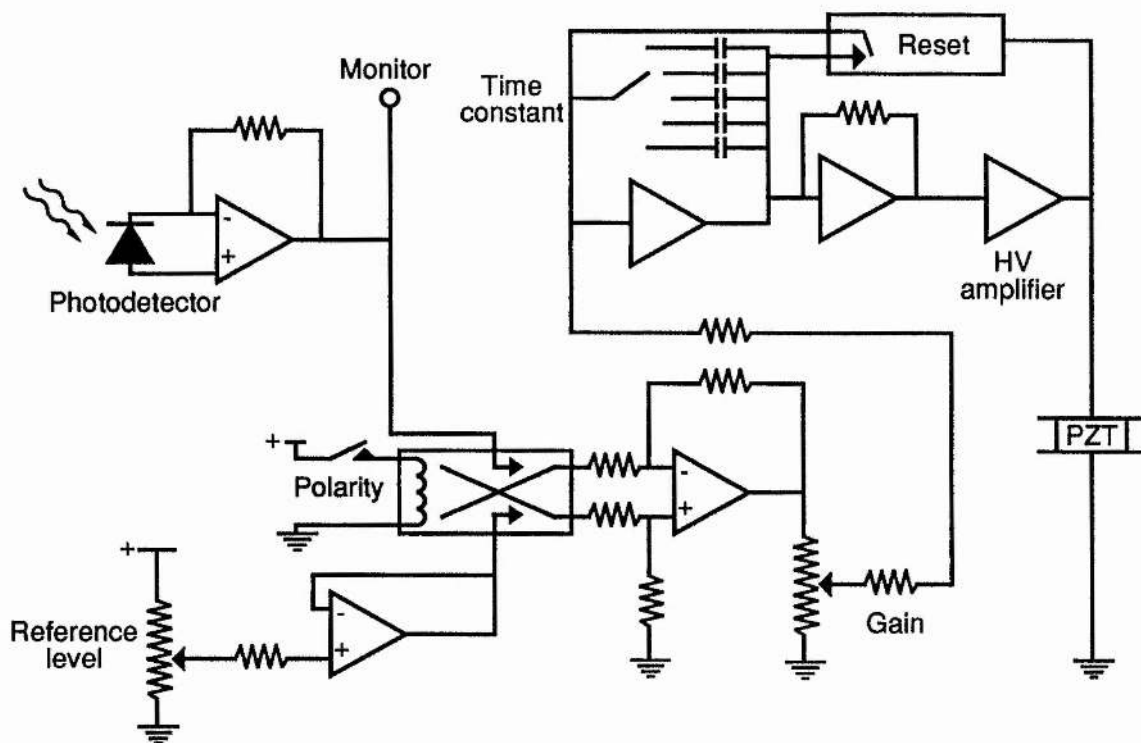 Monitor
Time
constant
Reset
-
+
Photodetector
HV
amplifier
+
Polarity
-
+
PZT
+
Reference
level
-
+
Gain